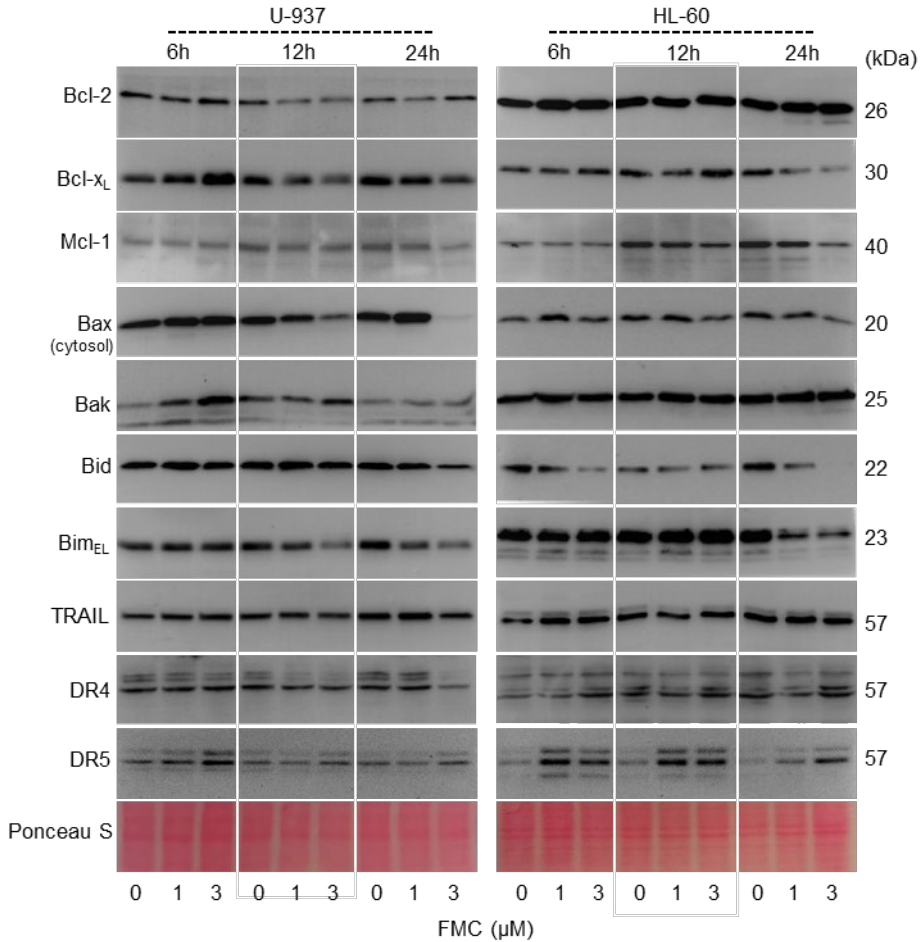 U-937 HL-60
6h 12h 24h 6h 12h 24h (kDa)
Bcl-2 26
Bcl-xL 30
Mcl-1 40
Bax 20
(cytosol)
Bak 25
Bid 22
BimEL 23
TRAIL 57
DR4 57
DR5 57
Ponceau S
0 1 3 0 1 3 0 1 3 0 1 3 0 1 3 0 1 3
FMC (µM)